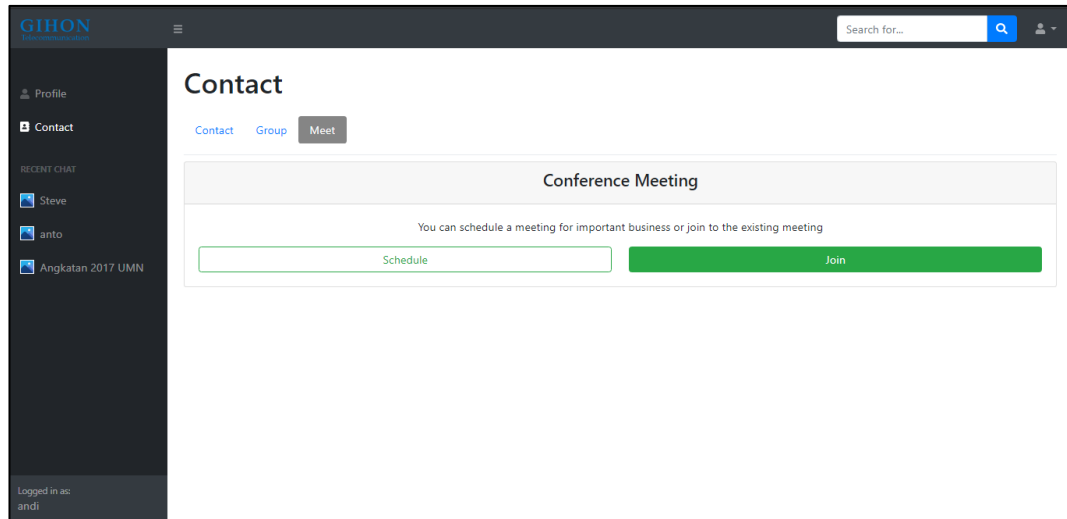 GIHON
Telecommunication
Search for...
Profile
Contact
RECENT CHAT
Steve
anto
Angkatan 2017 UMN
Logged in as:
andi
Contact
Contact Group Meet
Conference Meeting
You can schedule a meeting for important business or join to the existing meeting
Schedule Join